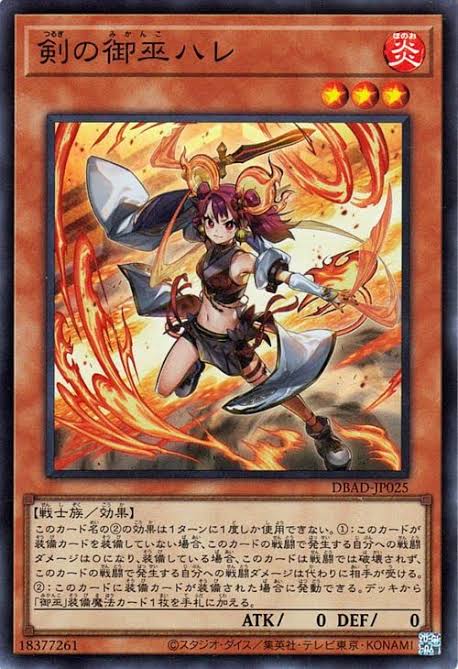 剣の御巫ハレ
つるぎ みかんこ
炎
ほのお
DBAD-JP025
【戦士族/効果】
このカード名の②の効果は1ターンに1度しか使用できない。①:このカードが
装備カードを装備していない場合、このカードの戦闘で発生する自分への戦闘
ダメージは0になり、装備している場合、このカードは戦闘では破壊されず、
このカードの戦闘で発生する自分への戦闘ダメージは代わりに相手が受ける。
②:このカードに装備カードが装備された場合に発動できる。デッキから
「御巫」装備魔法カード1枚を手札に加える。
ATK/ 0 DEF/ 0
18377261 ©スタジオ・ダイス/集英社・テレビ東京・KONAMI